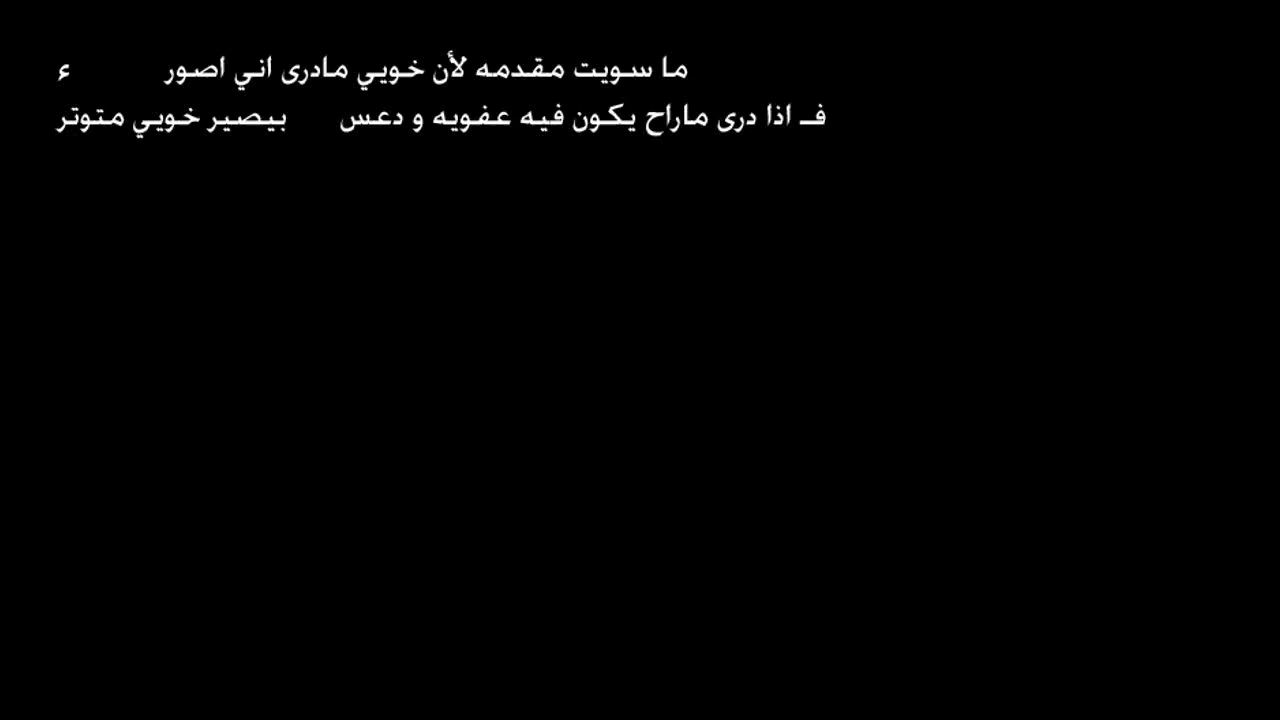 ما سويت مقدمه لأن خويي مادرى اني اصور ء
فـ اذا درى ماراح يكون فيه عفويه و دعس بيصير خويي متوتر